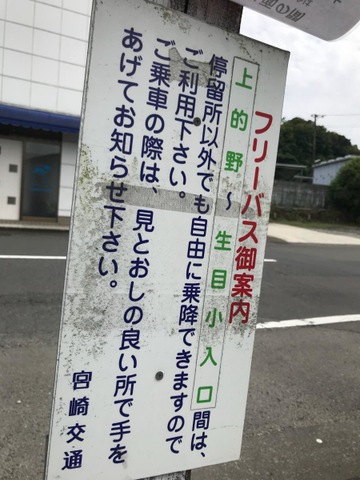 フリーバス御案内
上的野～生目小入口間は、
停留所以外でも自由に乗降できますので
ご利用下さい。
ご乗車の際は、見とおしの良い所で手を
あげてお知らせ下さい。
宮崎交通